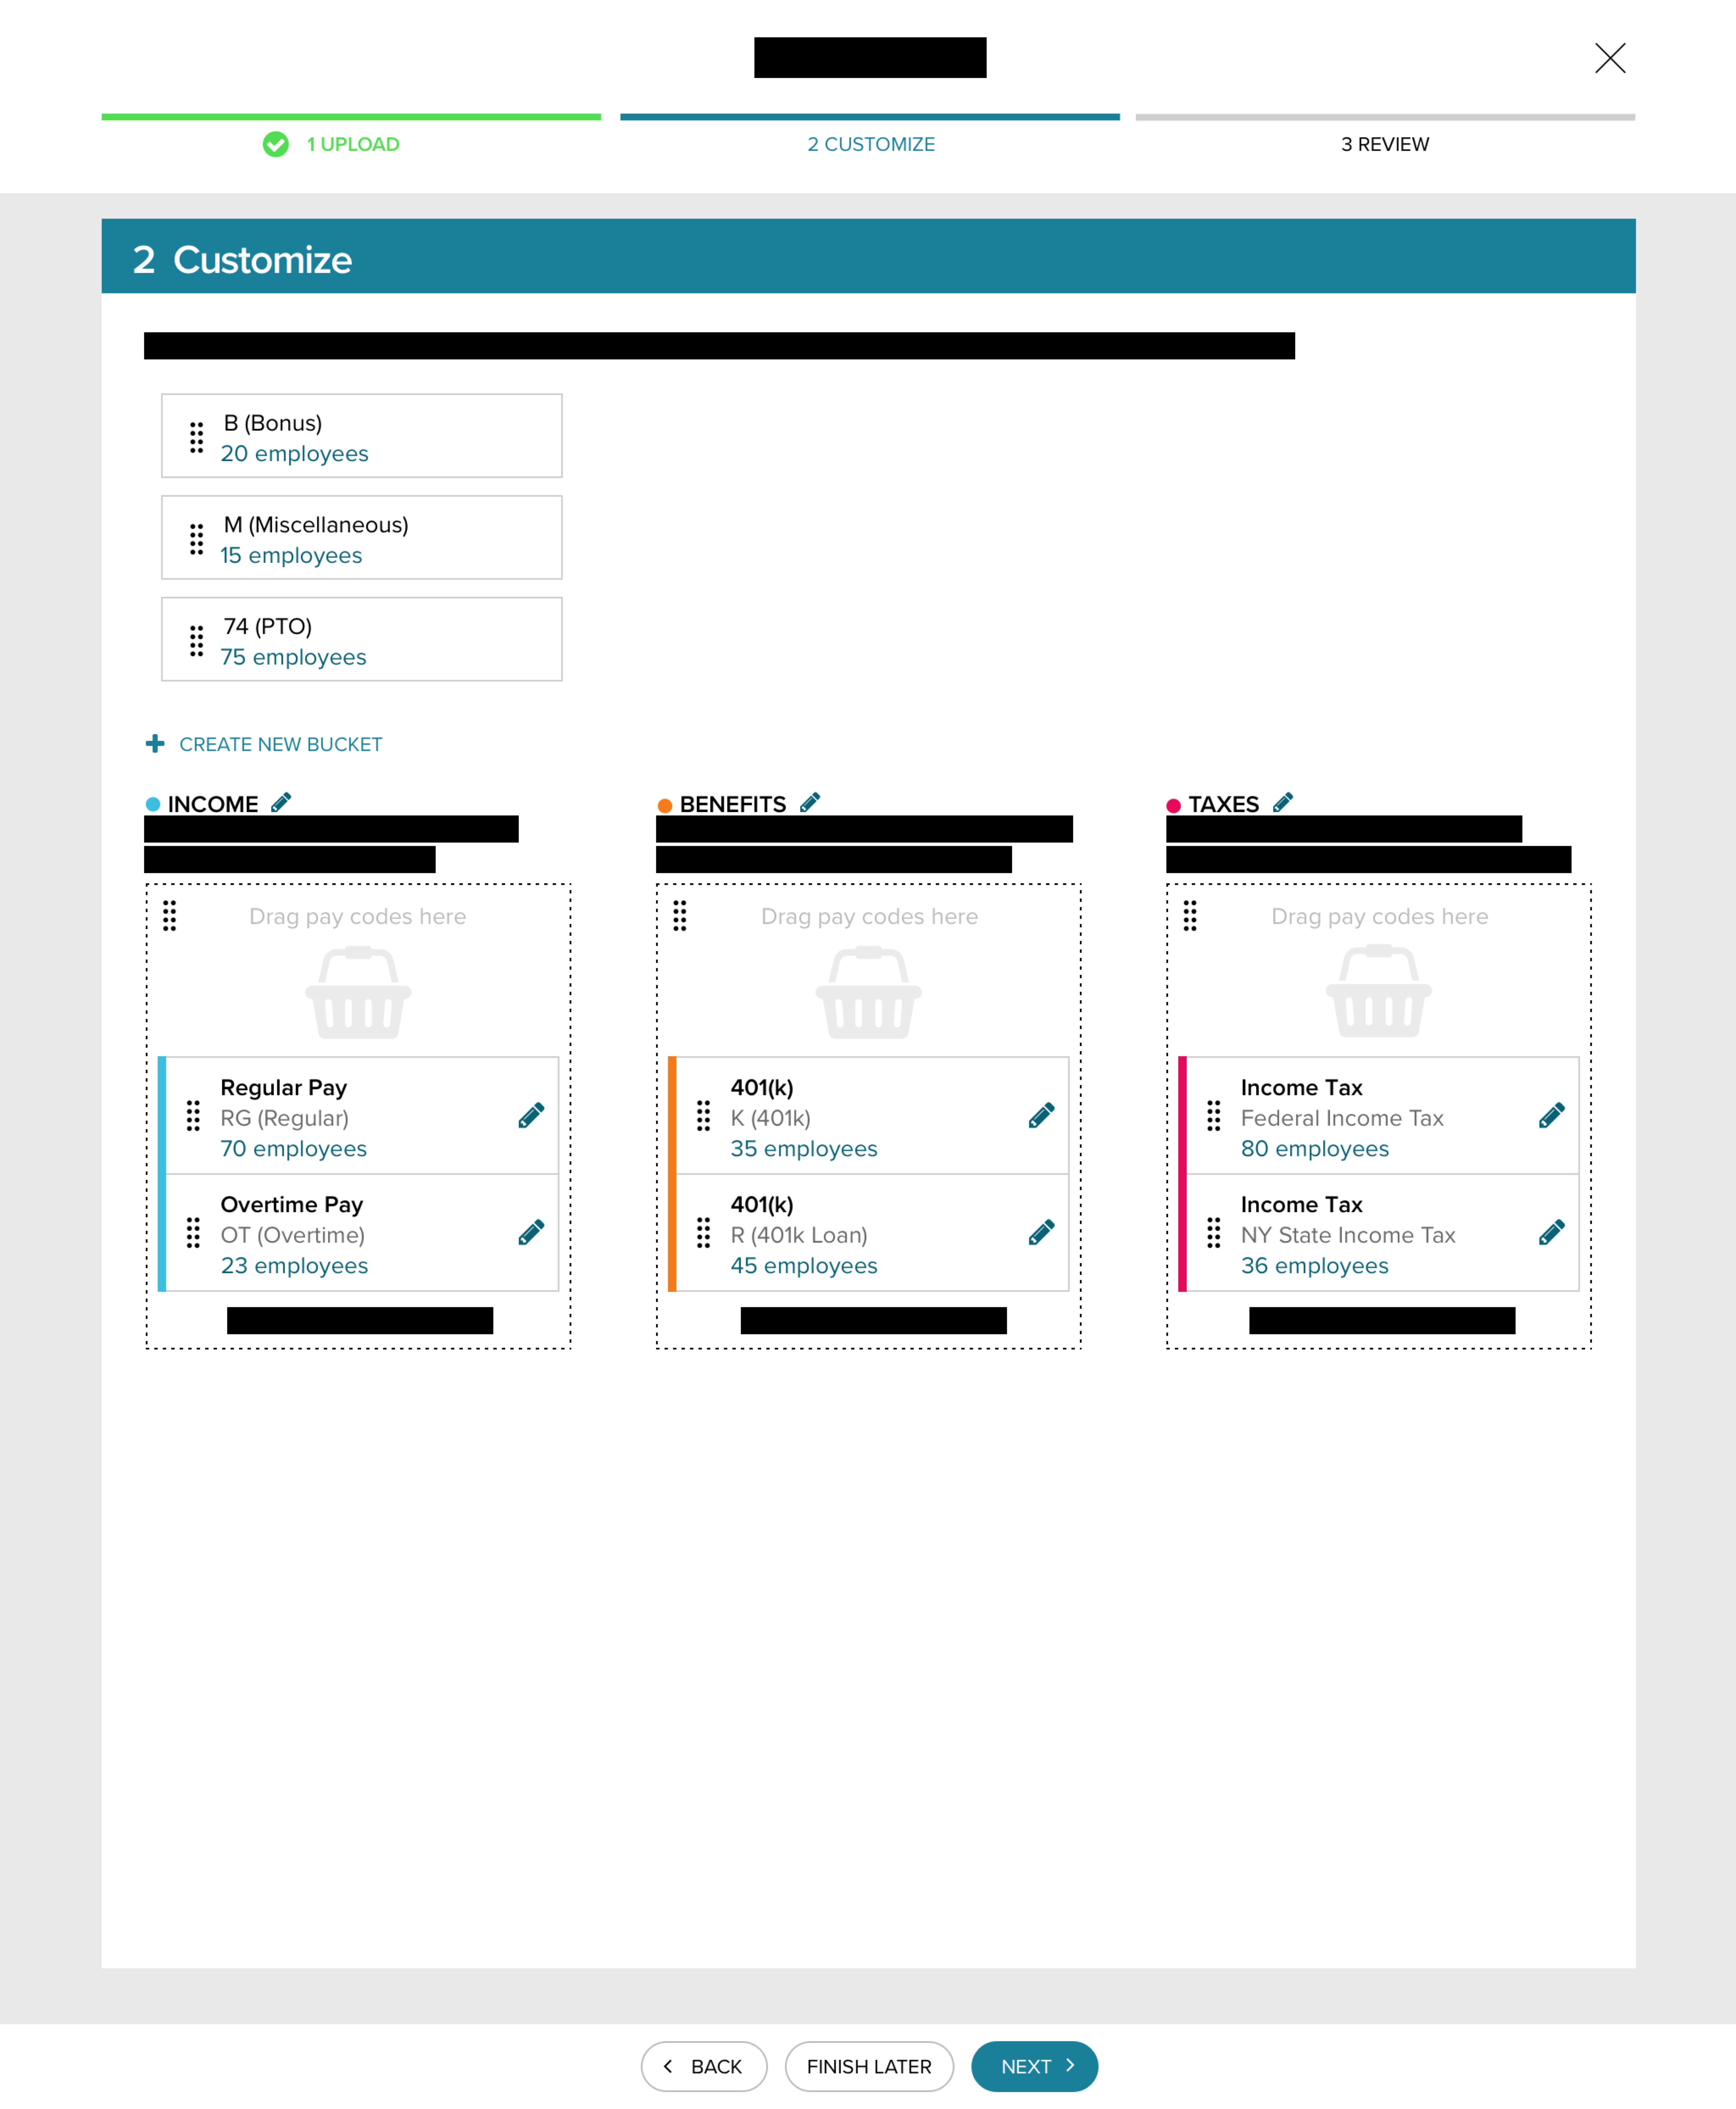 1 UPLOAD
2 CUSTOMIZE
3 REVIEW
2 Customize
B (Bonus)
20 employees
M (Miscellaneous)
15 employees
74 (PTO)
75 employees
CREATE NEW BUCKET
INCOME
Drag pay codes here
Regular Pay
RG (Regular)
70 employees
Overtime Pay
OT (Overtime)
23 employees
BENEFITS
Drag pay codes here
401(k)
K (401k)
35 employees
401(k)
R (401k Loan)
45 employees
TAXES
Drag pay codes here
Income Tax
Federal Income Tax
80 employees
Income Tax
NY State Income Tax
36 employees
BACK
FINISH LATER
NEXT